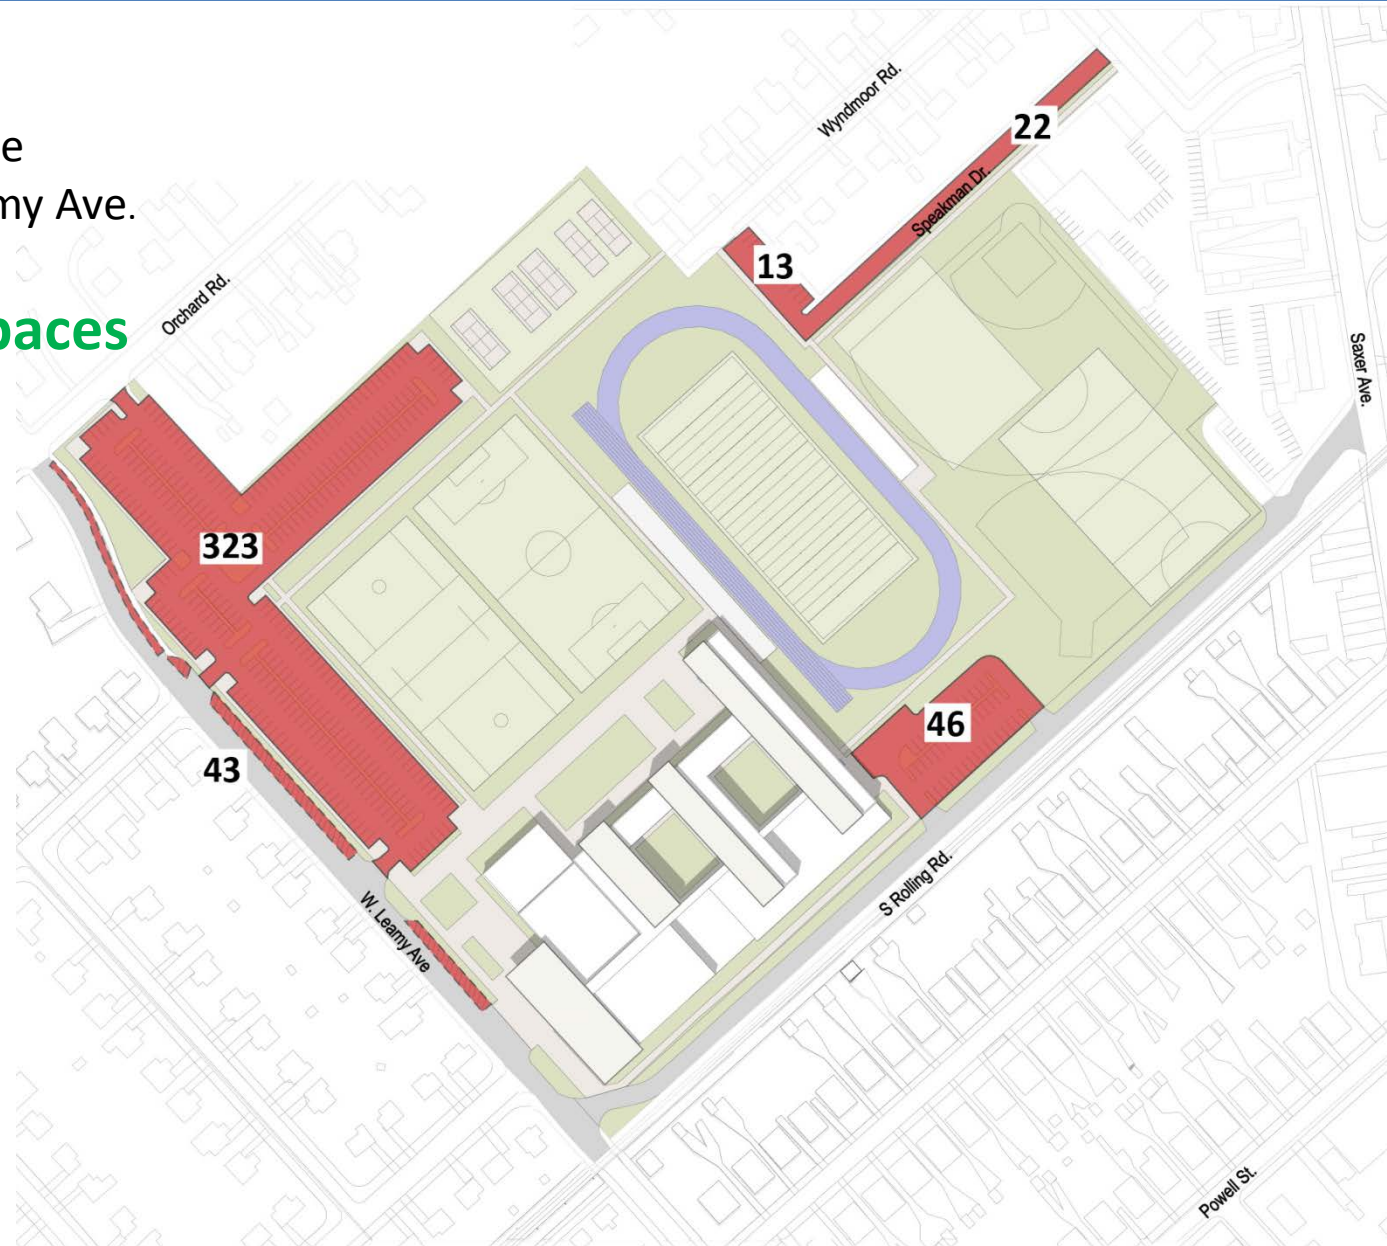 e
my Ave.
paces
Wyndmoor Rd.
22
Speakman Dr.
13
Orchard Rd.
Saxer Ave.
323
46
43
S Rolling Rd.
W. Leamy Ave
Powell St.